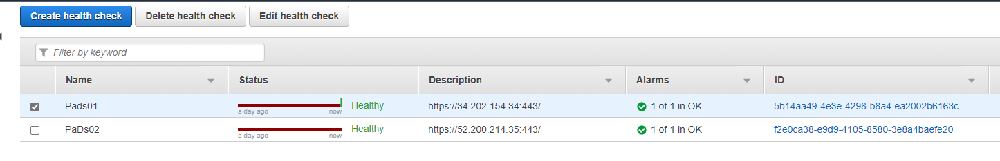 Create health check Delete health check Edit health check
Filter by keyword
Name Status Description Alarms ID
Pads01 Healthy https://34.202.154.34:443/ 1 of 1 in OK 5b14aa49-4e3e-4298-b8a4-ea2002b6163c
a day ago now
PaDs02 Healthy https://52.200.214.35:443/ 1 of 1 in OK f2e0ca38-e9d9-4105-8580-3e8a4baefe20
a day ago now